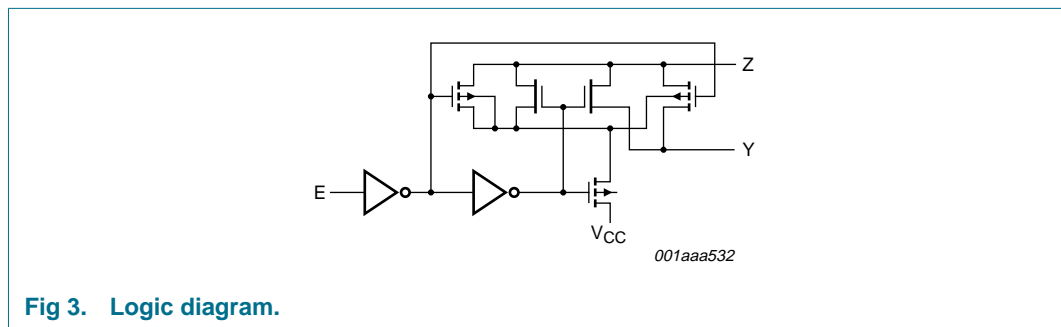 Z
Y
E
VCC
001aaa532
Fig 3. Logic diagram.